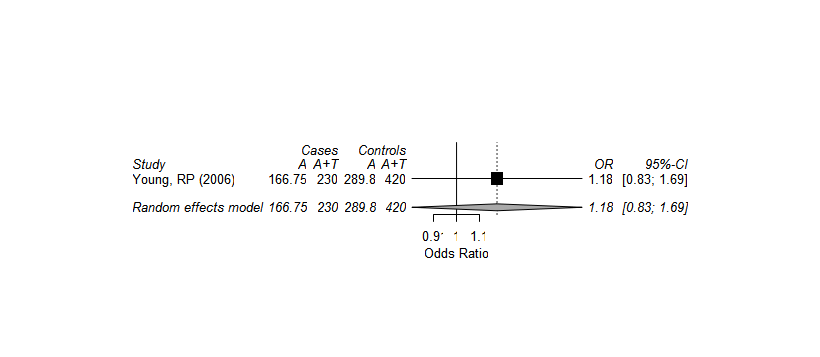 Cases Controls
Study A A+T A A+T OR 95%-CI
Young, RP (2006) 166.75 230 289.8 420 1.18 [0.83; 1.69]
Random effects model 166.75 230 289.8 420 1.18 [0.83; 1.69]
0.91 1 1.1
Odds Ratio